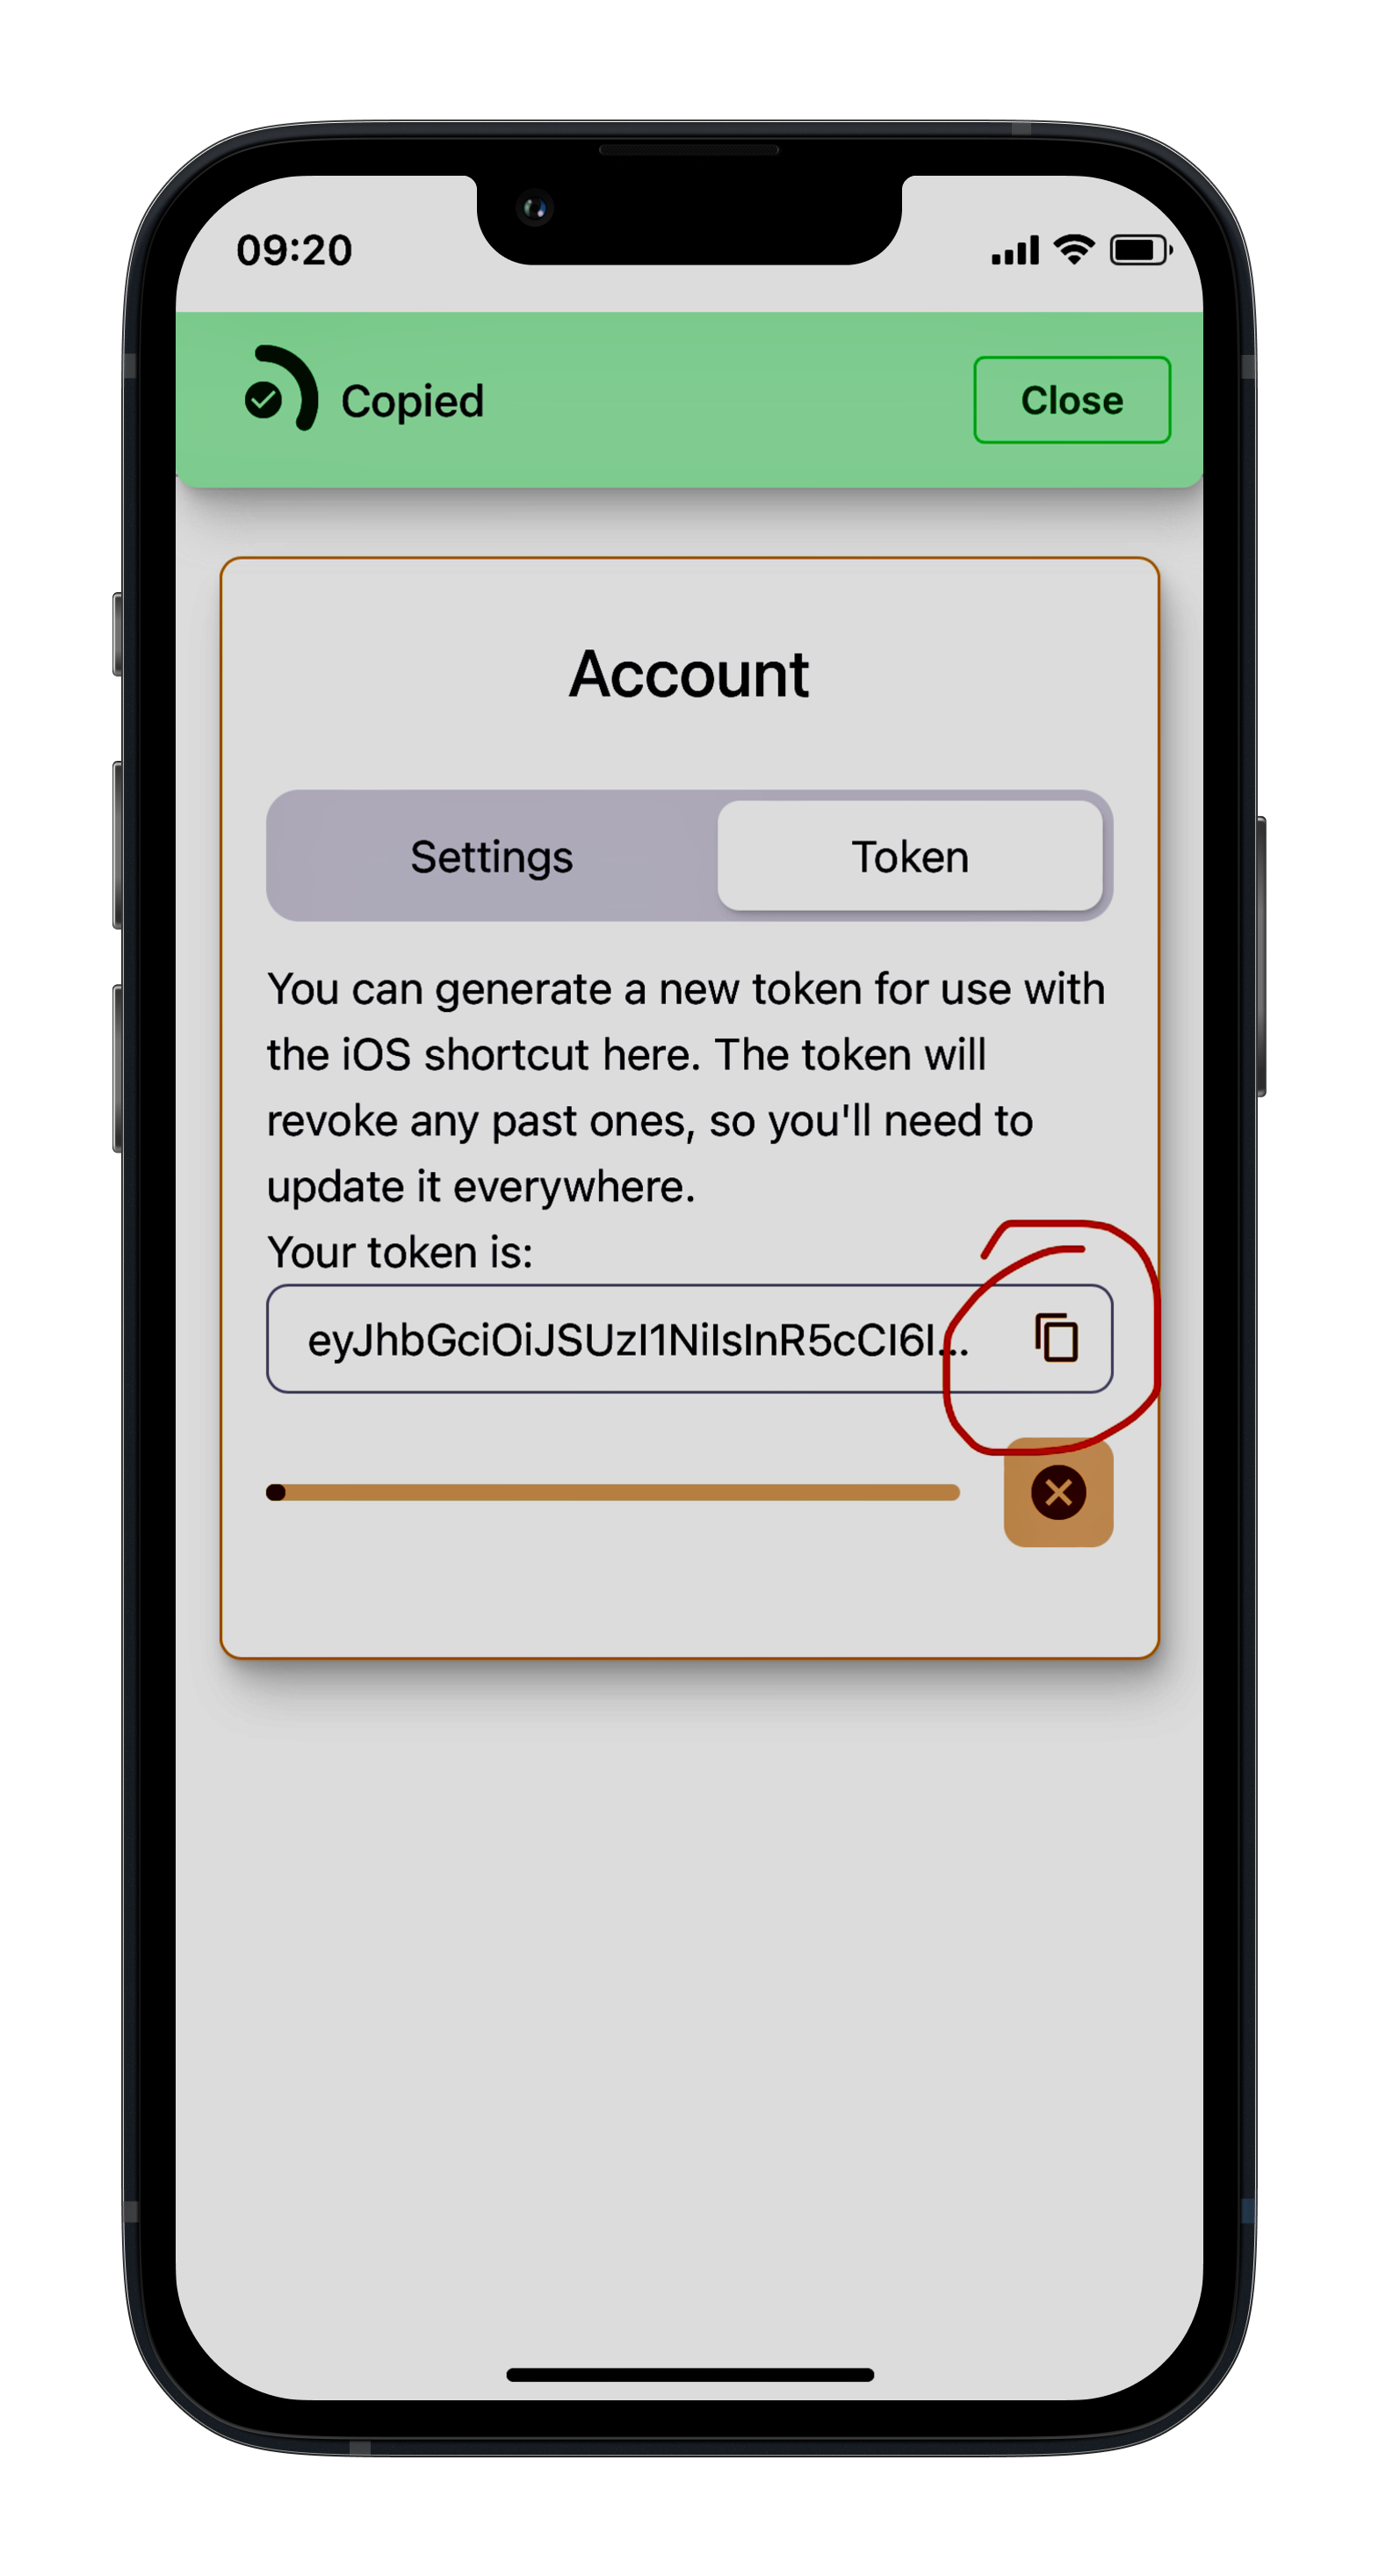 09:20
Copied
Close
Account
Settings
Token
You can generate a new token for use with
the iOS shortcut here. The token will
revoke any past ones, so you'll need to
update it everywhere.
Your token is:
eyJhbGciOiJSUzI1NiIsInR5cCI6I...